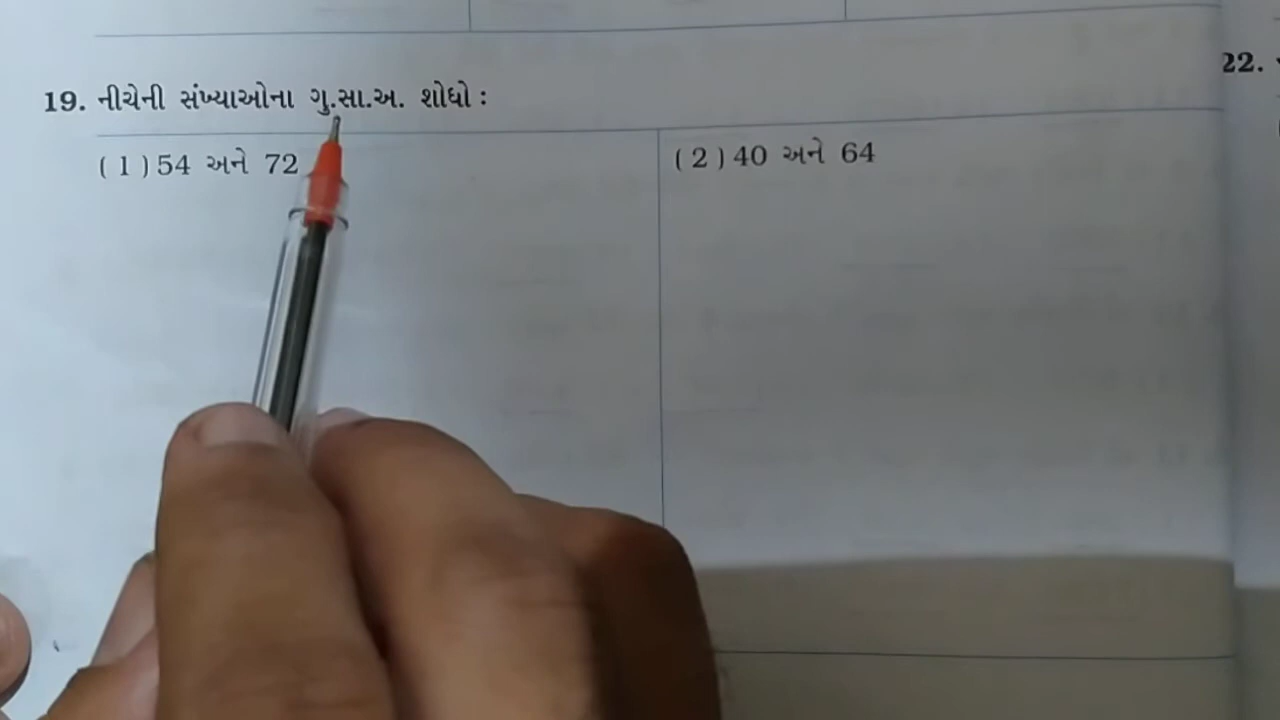 19. નીચેની સંખ્યાઓના ગુ.સા.અ. શોધો :
( 1 ) 54 અને 72
( 2 ) 40 અને 64
22.